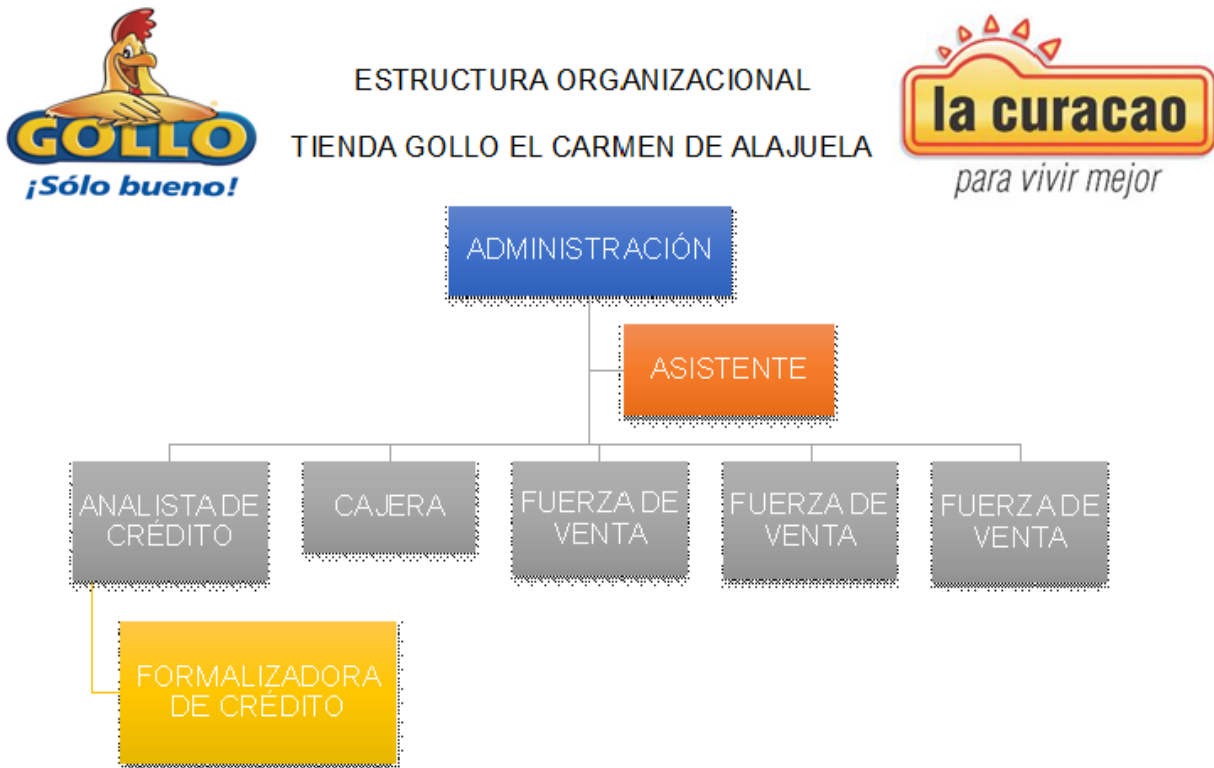 GOLLO
¡Sólo bueno!
ESTRUCTURA ORGANIZACIONAL
TIENDA GOLLO EL CARMEN DE ALAJUELA
la curacao
para vivir mejor
ADMINISTRACIÓN
ASISTENTE
ANALISTA DE
CRÉDITO
CAJERA
FUERZA DE
VENTA
FUERZA DE
VENTA
FUERZA DE
VENTA
FORMALIZADORA
DE CRÉDITO